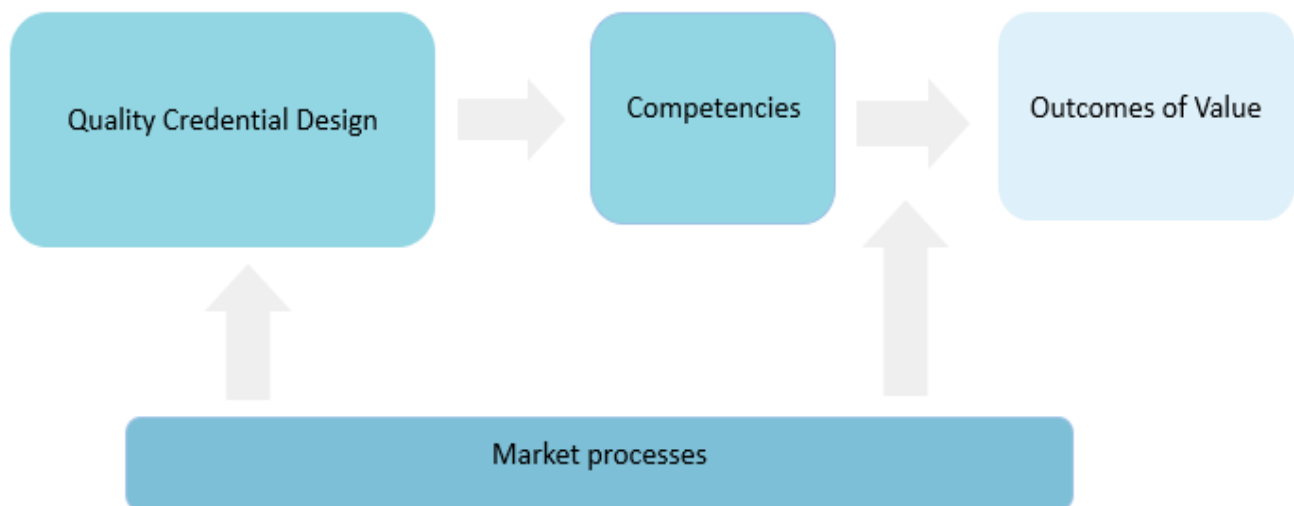 Quality Credential Design
Competencies
Outcomes of Value
Market processes